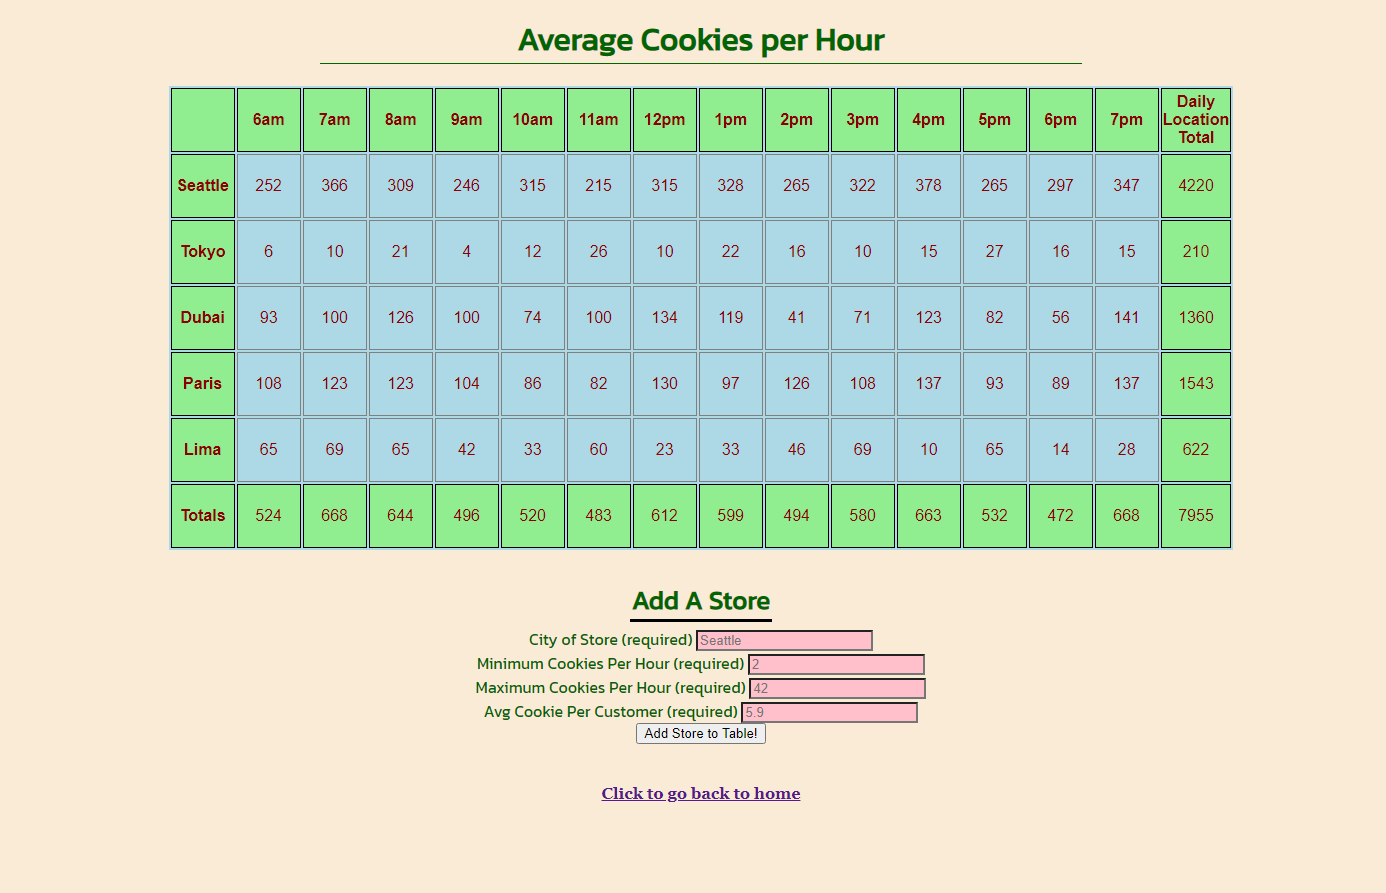 Average Cookies per Hour
6am 7am 8am 9am 10am 11am 12pm 1pm 2pm 3pm 4pm 5pm 6pm 7pm Daily Location Total
Seattle 252 366 309 246 315 215 315 328 265 322 378 265 297 347 4220
Tokyo 6 10 21 4 12 26 10 22 16 10 15 27 16 15 210
Dubai 93 100 126 100 74 100 134 119 41 71 123 82 56 141 1360
Paris 108 123 123 104 86 82 130 97 126 108 137 93 89 137 1543
Lima 65 69 65 42 33 60 23 33 46 69 10 65 14 28 622
Totals 524 668 644 496 520 483 612 599 494 580 663 532 472 668 7955
Add A Store
City of Store (required) Seattle
Minimum Cookies Per Hour (required) 2
Maximum Cookies Per Hour (required) 42
Avg Cookie Per Customer (required) 5.9
Add Store to Table!
Click to go back to home